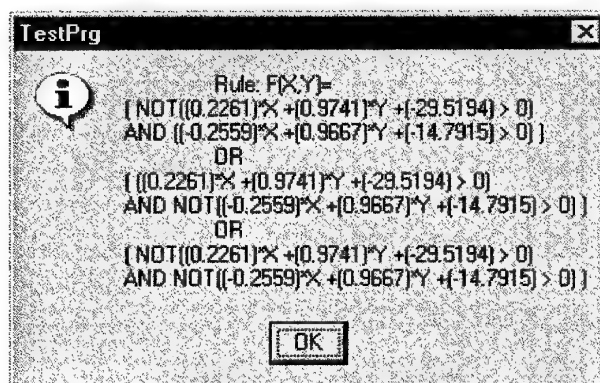 TestPrg
Rule: F(X,Y)=
( NOT((0.2261)*X +(0.9741)*Y +(-29.5194) > 0)
AND ((-0.2559)*X +(0.9667)*Y +(-14.7915) > 0) )
OR
( ((0.2261)*X +(0.9741)*Y +(-29.5194) > 0)
AND NOT((-0.2559)*X +(0.9667)*Y +(-14.7915) > 0) )
OR
( NOT((0.2261)*X +(0.9741)*Y +(-29.5194) > 0)
AND NOT((-0.2559)*X +(0.9667)*Y +(-14.7915) > 0) )
OK